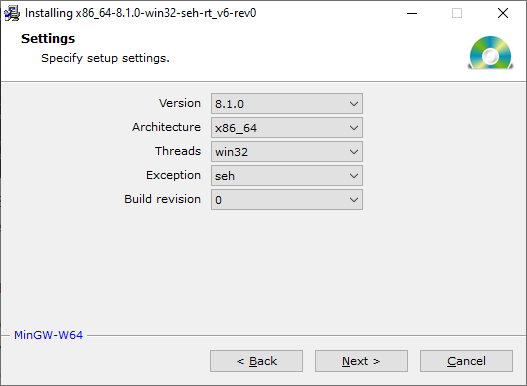 Installing x86_64-8.1.0-win32-seh-rt_v6-rev0
Settings
Specify setup settings.
Version 8.1.0
Architecture x86_64
Threads win32
Exception seh
Build revision 0
MinGW-W64
< Back Next > Cancel